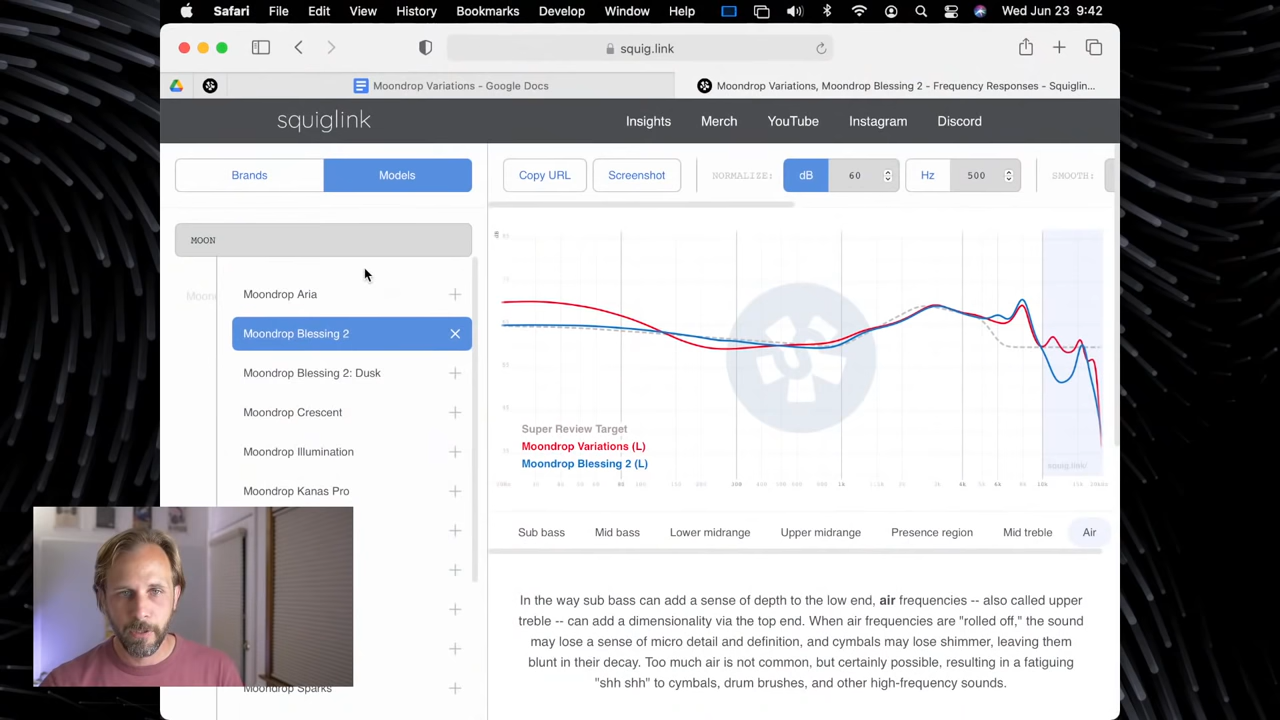 Safari File Edit View History Bookmarks Develop Window Help Wed Jun 23 9:42
squig.link
Moondrop Variations - Google Docs
Moondrop Variations, Moondrop Blessing 2 - Frequency Responses - Squiglin...
squiglink
Insights Merch YouTube Instagram Discord
Brands Models
Copy URL Screenshot NORMALIZE: dB 60 Hz 500 SMOOTH:
MOON
Moondrop Aria
Moondrop Blessing 2
Moondrop Blessing 2: Dusk
Moondrop Crescent
Moondrop Illumination
Moondrop Kanas Pro
Moondrop Sparks
Super Review Target
Moondrop Variations (L)
Moondrop Blessing 2 (L)
squig.link/
Sub bass Mid bass Lower midrange Upper midrange Presence region Mid treble Air
In the way sub bass can add a sense of depth to the low end, air frequencies -- also called upper
treble -- can add a dimensionality via the top end. When air frequencies are "rolled off," the sound
may lose a sense of micro detail and definition, and cymbals may lose shimmer, leaving them
blunt in their decay. Too much air is not common, but certainly possible, resulting in a fatiguing
"shh shh" to cymbals, drum brushes, and other high-frequency sounds.